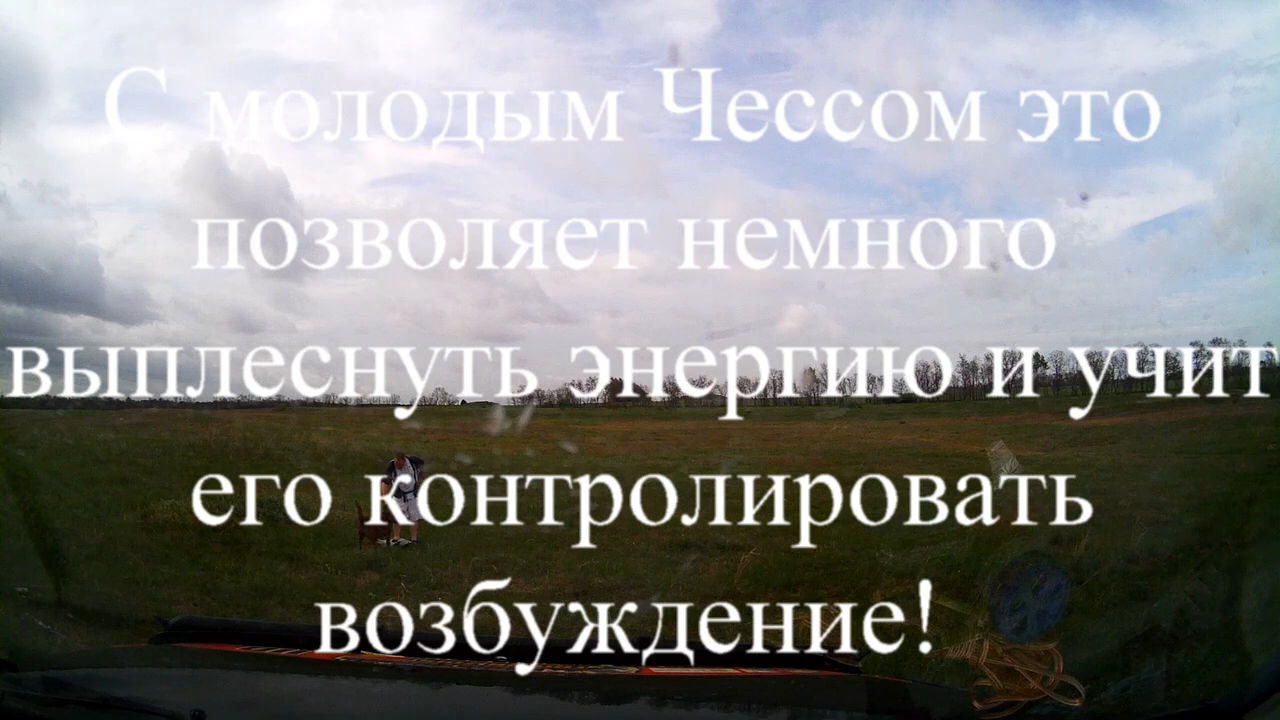 С молодым Чессом это
позволяет немного
выплеснуть энергию и учит
его контролировать
возбуждение!